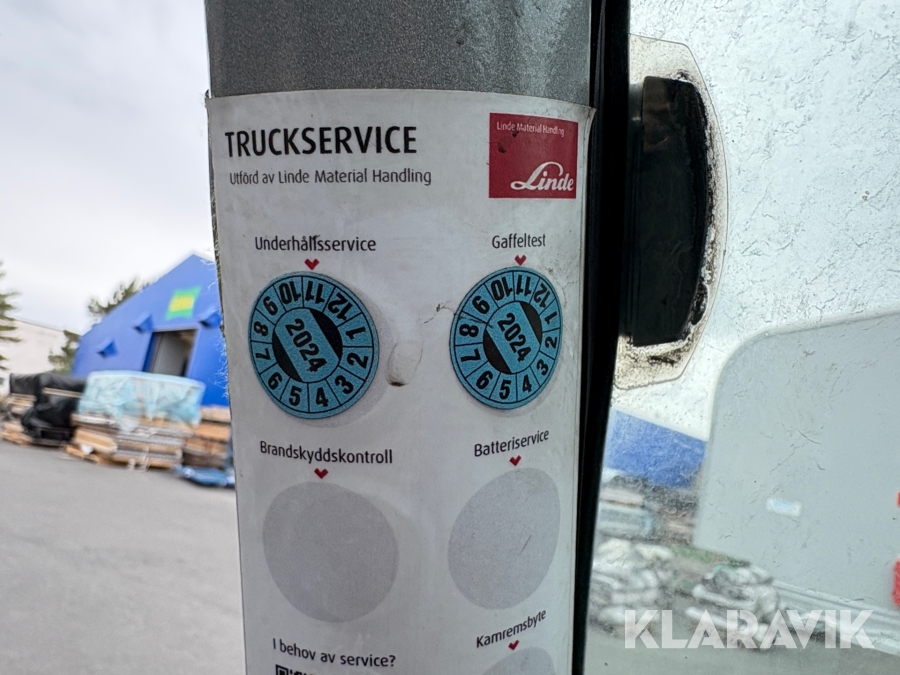 TRUCKSERVICE
Utförd av Linde Material Handling
Linde Material Handling
Linde
Underhållsservice
Gaffeltest
1 2 3 4 5 6 7 8 9 10 11 12
2024
1 2 3 4 5 6 7 8 9 10 11 12
2024
Brandskyddskontroll
Batteriservice
I behov av service?
Kamremsbyte
KLARAVIK